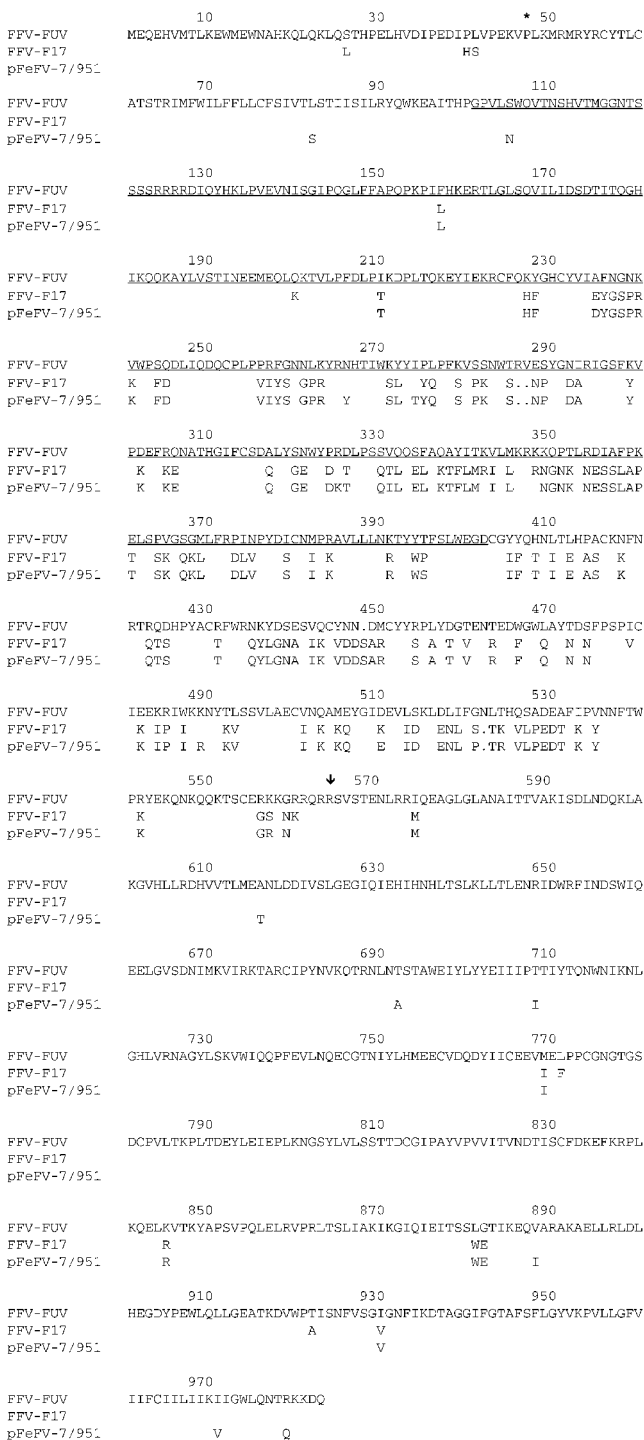 10 30 * 50
FFV-FUV MEQEHVMTLKEWMEWNAHKQLQKLQSTHPELHVDIPEDIPLVPEKVPLKMRMRYRCYTLC
FFV-F17 L HS
pFeFV-7/951
70 90 110
FFV-FUV ATSTRIMFWILFFLLCFSIVTLSTIISILRYQWKEAITHPGPVLSWQVTNSHVTMGGNTS
FFV-F17
pFeFV-7/951 S N
130 150 170
FFV-FUV SSSRRRRDIQYHKLPVEVNISGIPQGLFFAPQPKPIFHKERTLGLSQVILIDSDTITQGH
FFV-F17 L
pFeFV-7/951 L
190 210 230
FFV-FUV IKQQKAYLVSTINEEMEQLQKTVLPFDLPIKDPLTQKEYIEKRCFQKYGHCYVIAFNGNK
FFV-F17 K T HF EYGSPR
pFeFV-7/951 T HF DYGSPR
250 270 290
FFV-FUV VWPSQDLIQDQCPLPPRFGNNLKYRNHTIWKYYIPLPFKVSSNWTRVESYGNIRIGSFKV
FFV-F17 K FD VIYS GPR SL YQ S PK S..NP DA Y
pFeFV-7/951 K FD VIYS GPR Y SL TYQ S PK S..NP DA Y
310 330 350
FFV-FUV PDEFRQNATHGIFCSDALYSNWYPRDLPSSVQQSFAQAYITKVLMKRKKQPTLRDIAFPK
FFV-F17 K KE Q GE D T QTL EL KTFLMRI L RNGNK NESSLAP
pFeFV-7/951 K KE Q GE DKT QIL EL KTFLM I L NGNK NESSLAP
370 390 410
FFV-FUV ELSPVGSGMLFRPINPYDICNMPRAVLLLNKTYYTFSLWEGDCGYYQHNLTLHPACKNFN
FFV-F17 T SK QKL DLV S I K R WP IF T I E AS K
pFeFV-7/951 T SK QKL DLV S I K R WS IF T I E AS K
430 450 470
FFV-FUV RTRQDHPYACRFWRNKYDSESVQCYNN.DMCYYRPLYDGTENTEDWGWLAYTDSFPSPIC
FFV-F17 QTS T QYLGNA IK VDDSAR S A T V R F Q N N V
pFeFV-7/951 QTS T QYLGNA IK VDDSAR S A T V R F Q N N
490 510 530
FFV-FUV IEEKRIWKKNYTLSSVLAECVNQAMEYGIDEVLSKLDLIFGNLTHQSADEAFIPVNNFTW
FFV-F17 K IP I KV I K KQ K ID ENL S.TK VLPEDT K Y
pFeFV-7/951 K IP I R KV I K KQ E ID ENL P.TR VLPEDT K Y
550 ↓ 570 590
FFV-FUV PRYEKQNKQQKTSCERKKGRRQRRSVSTENLRRIQEAGLGLANAITTVAKISDLNDQKLA
FFV-F17 K GS NK M
pFeFV-7/951 K GR N M
610 630 650
FFV-FUV KGVHLLRDHVVTLMEANLDDIVSLGEGIQIEHIHNHLTSLKLLTLENRIDWRFINDSWIQ
FFV-F17
pFeFV-7/951 T
670 690 710
FFV-FUV EELGVSDNIMKVIRKTARCIPYNVKQTRNLNTSTAWEIYLYYEIIIPTTIYTQNWNIKNL
FFV-F17
pFeFV-7/951 A I
730 750 770
FFV-FUV GHLVRNAGYLSKVWIQQPFEVLNQECGTNIYLHMEECVDQDYIICEEVMELPPCGNGTGS
FFV-F17 I F
pFeFV-7/951 I
790 810 830
FFV-FUV DCPVLTKPLTDEYLEIEPLKNGSYLVLSSTTDCGIPAYVPVVITVNDTISCFDKEFKRPL
FFV-F17
pFeFV-7/951
850 870 890
FFV-FUV KQELKVTKYAPSVPQLELRVPRLTSLIAKIKGIQIEITSSLGTIKEQVARAKAELLRLDL
FFV-F17 R WE
pFeFV-7/951 R WE I
910 930 950
FFV-FUV HEGDYPEWLQLLGEATKDVWPTISNFVSGIGNFIKDTAGGIFGTAFSFLGYVKPVLLGFV
FFV-F17 A V
pFeFV-7/951 V
970
FFV-FUV IIFCIILIIKIIGWLQNTRKKDQ
FFV-F17
pFeFV-7/951 V Q